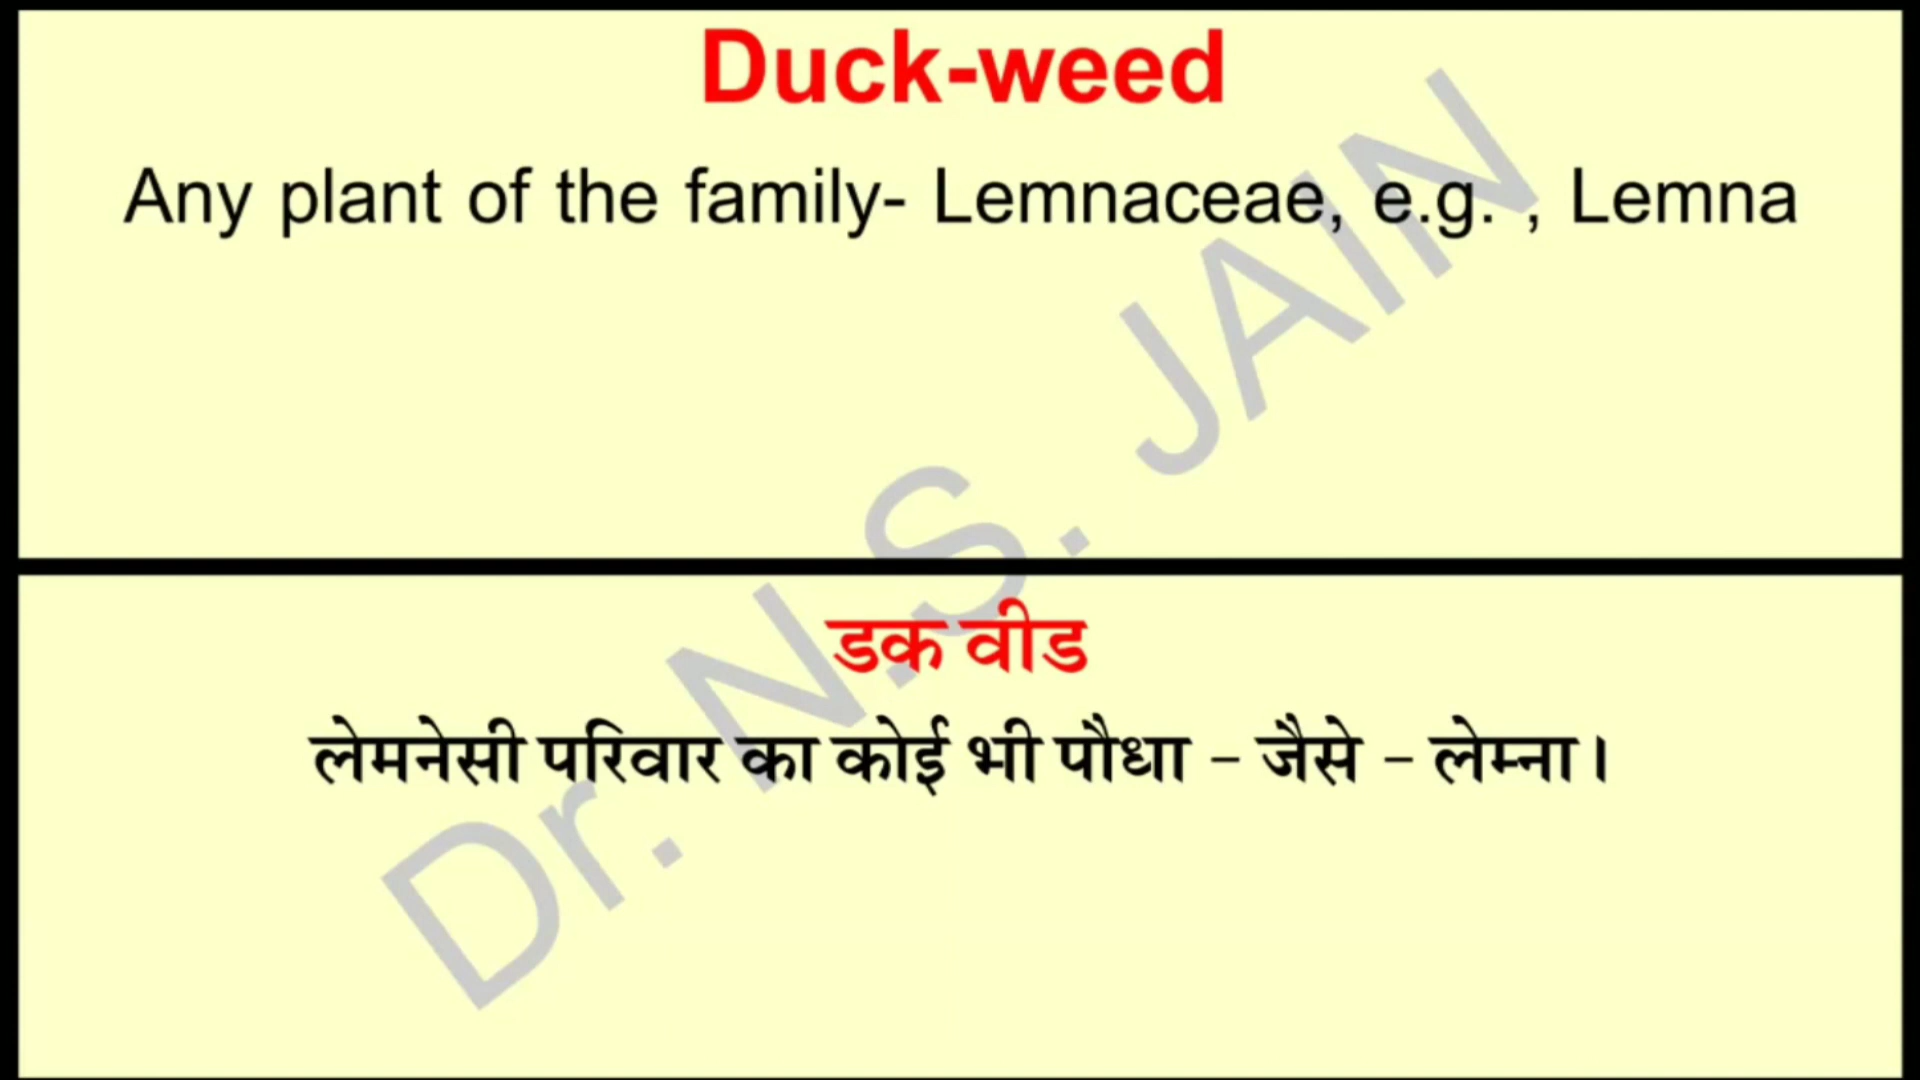 Duck-weed
Any plant of the family- Lemnaceae, e.g. , Lemna
डक वीड
लेमनेसी परिवार का कोई भी पौधा – जैसे – लेम्ना।
Dr. N.S. JAIN